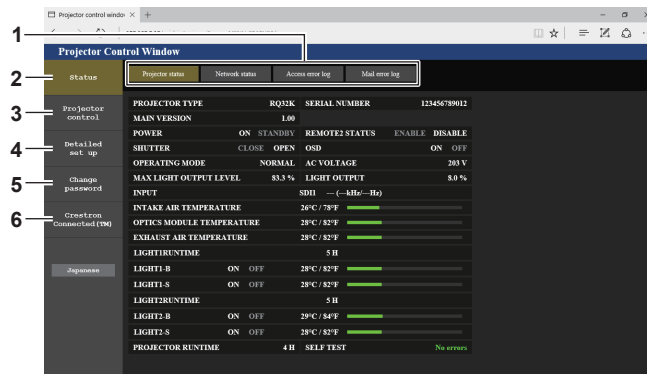 Projector control window
1
Projector Control Window
2
Status
Projector status Network status Access error log Mail error log
3
Projector control
4
Detailed set up
5
Change password
6
Crestron Connected(TM)
Japanese
PROJECTOR TYPE RQ32K SERIAL NUMBER 123456789012
MAIN VERSION 1.00
POWER ON STANDBY REMOTE2 STATUS ENABLE DISABLE
SHUTTER CLOSE OPEN OSD ON OFF
OPERATING MODE NORMAL AC VOLTAGE 203 V
MAX LIGHT OUTPUT LEVEL 83.3 % LIGHT OUTPUT 8.0 %
INPUT SDI1 --- (---kHz/---Hz)
INTAKE AIR TEMPERATURE 26°C / 78°F
OPTICS MODULE TEMPERATURE 28°C / 82°F
EXHAUST AIR TEMPERATURE 28°C / 82°F
LIGHT1RUNTIME 5 H
LIGHT1-B ON OFF 28°C / 82°F
LIGHT1-S ON OFF 28°C / 82°F
LIGHT2RUNTIME 5 H
LIGHT2-B ON OFF 29°C / 84°F
LIGHT2-S ON OFF 28°C / 82°F
PROJECTOR RUNTIME 4 H SELF TEST No errors